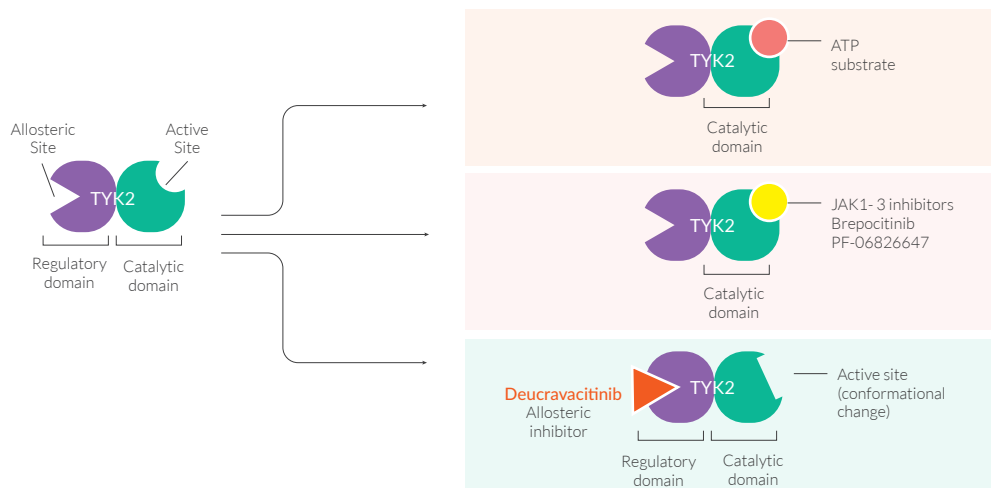 Allosteric
Site
Active
Site
TYK2
Regulatory
domain
Catalytic
domain
TYK2
ATP
substrate
Catalytic
domain
TYK2
JAK1- 3 inhibitors
Brepocitinib
PF-06826647
Catalytic
domain
Deucravacitinib
Allosteric
inhibitor
TYK2
Active site
(conformational
change)
Regulatory
domain
Catalytic
domain